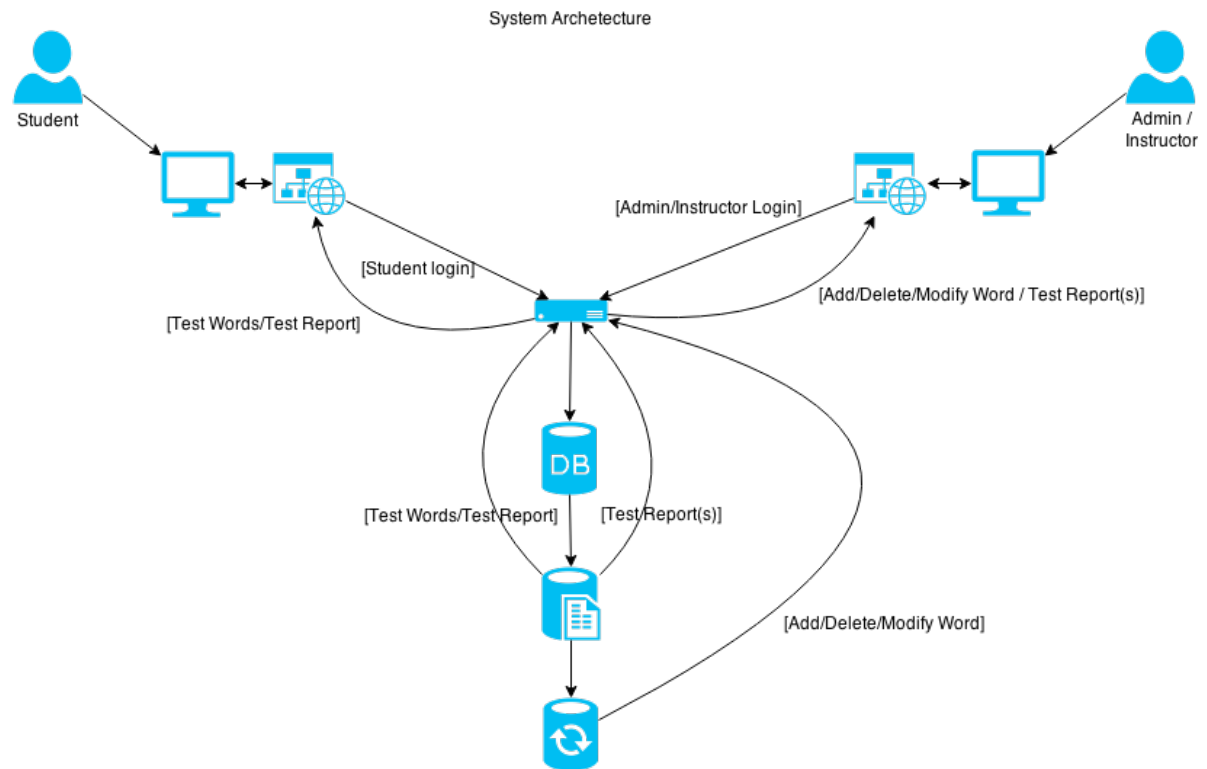 System Archetecture
Student
Admin /
Instructor
[Admin/Instructor Login]
[Student login]
[Add/Delete/Modify Word / Test Report(s)]
[Test Words/Test Report]
DB
[Test Words/Test Report]
[Test Report(s)]
[Add/Delete/Modify Word]